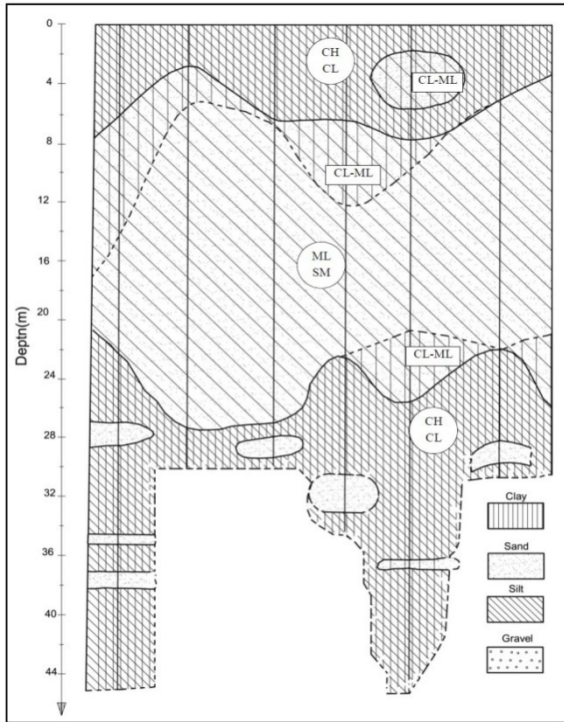 0
4
8
12
16
20
24
28
32
36
40
44
Deptn(m)
CH
CL
CL-ML
CL-ML
ML
SM
CL-ML
CH
CL
Clay
Sand
Silt
Gravel